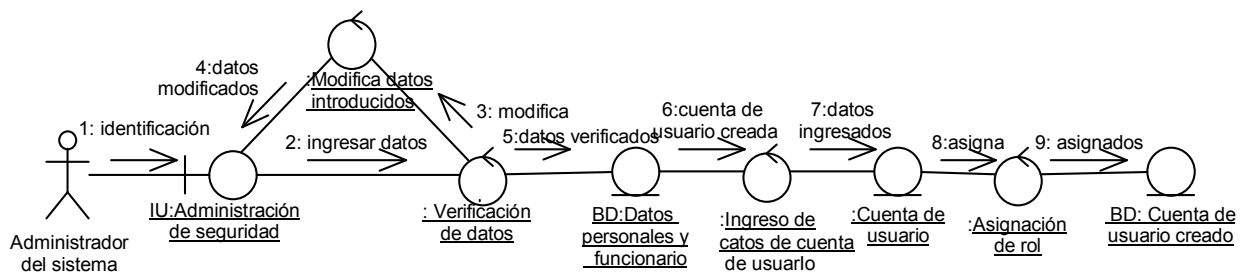 4:datos
modificados
:Modifica datos
introducidos
3: modifica
1: identificación
2: ingresar datos
5:datos verificados
6:cuenta de
usuario creada
7:datos
ingresados
8:asigna
9: asignados
Administrador
del sistema
IU:Administración
de seguridad
: Verificación
de datos
BD:Datos
personales y
funcionario
:Ingreso de
catos de cuenta
de usuarlo
:Cuenta de
usuario
:Asignación
de rol
BD: Cuenta de
usuario creado